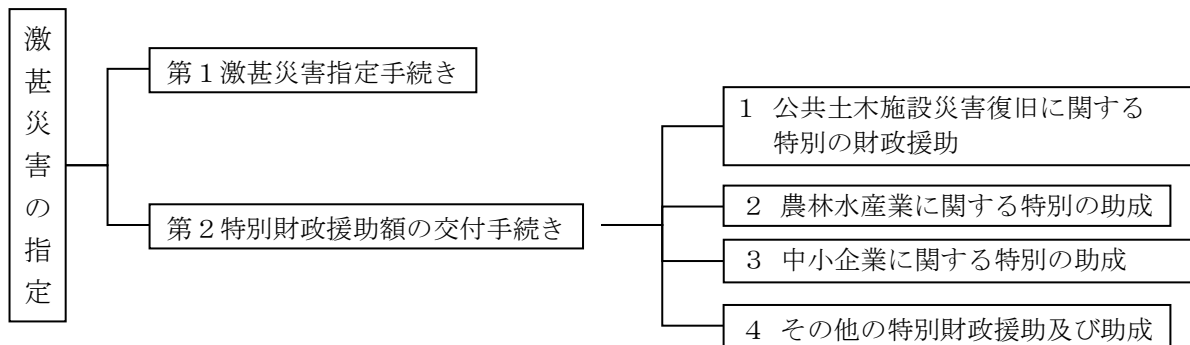 激甚災害の指定
第１激甚災害指定手続き
第２特別財政援助額の交付手続き
１ 公共土木施設災害復旧に関する
特別の財政援助
２ 農林水産業に関する特別の助成
３ 中小企業に関する特別の助成
４ その他の特別財政援助及び助成